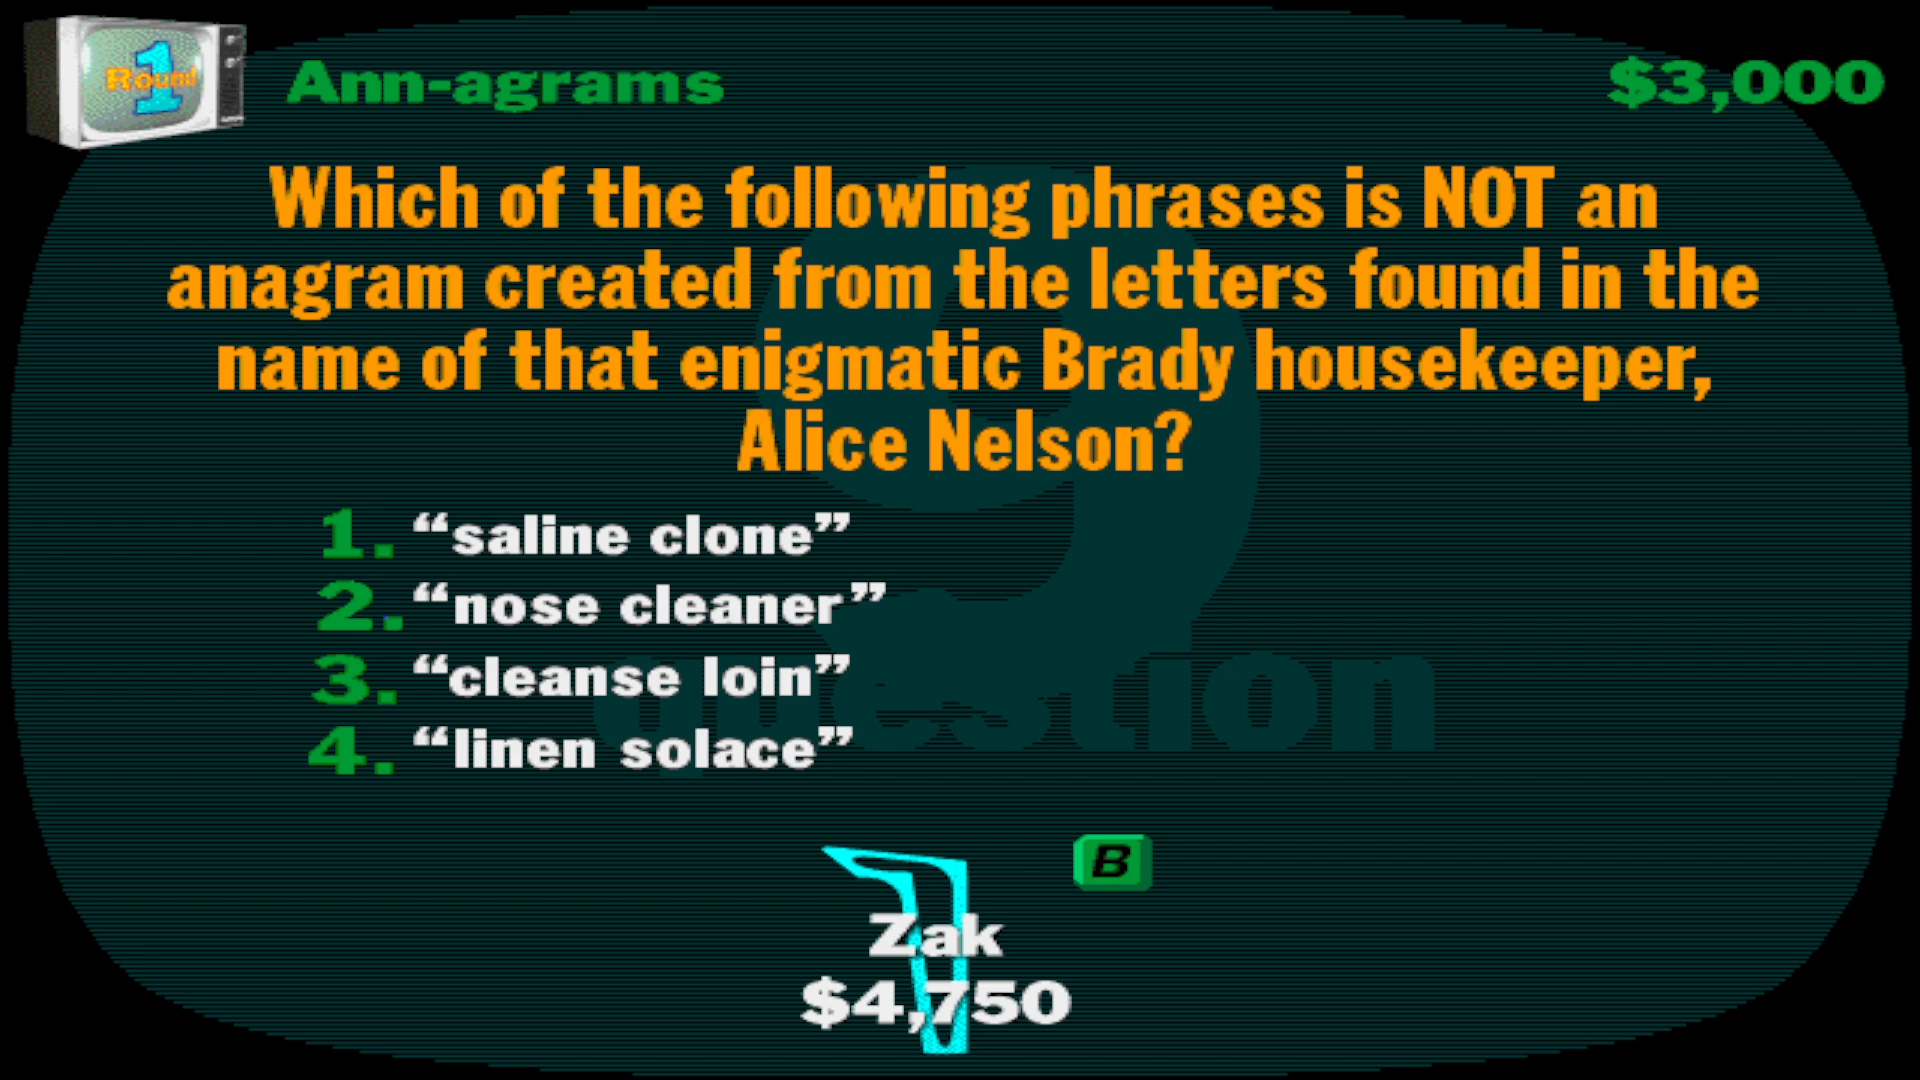 Round 1
Ann-agrams
$3,000
Which of the following phrases is NOT an
anagram created from the letters found in the
name of that enigmatic Brady housekeeper,
Alice Nelson?
1. “saline clone”
2. “nose cleaner”
3. “cleanse loin”
4. “linen solace”
9
question
B
Zak
$4,750